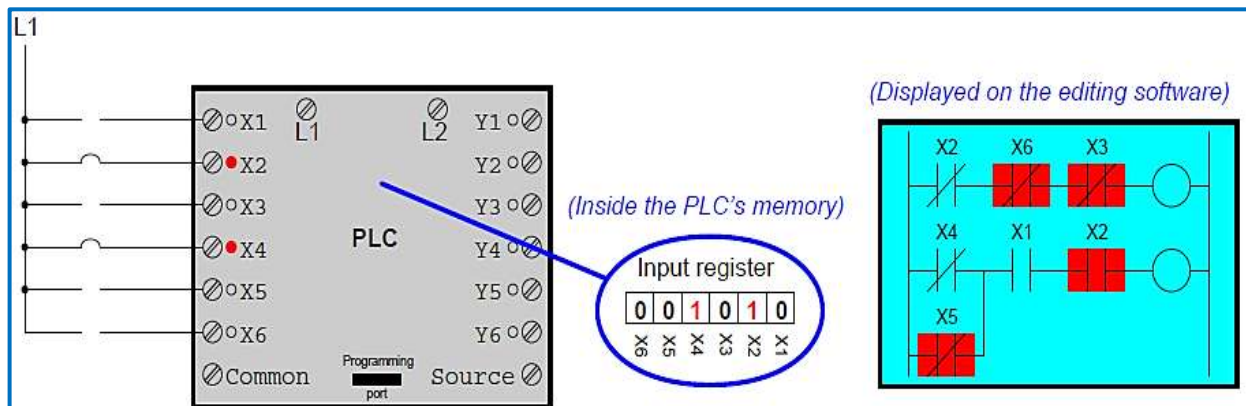 L1
X1 L1 L2 Y1
X2 Y2
X3 Y3
X4 PLC Y4
X5 Y5
X6 Y6
Common Programming port Source
(Inside the PLC's memory)
Input register
0 0 1 0 1 0
X6 X5 X4 X3 X2 X1
(Displayed on the editing software)
X2 X6 X3
X4 X1 X2
X5